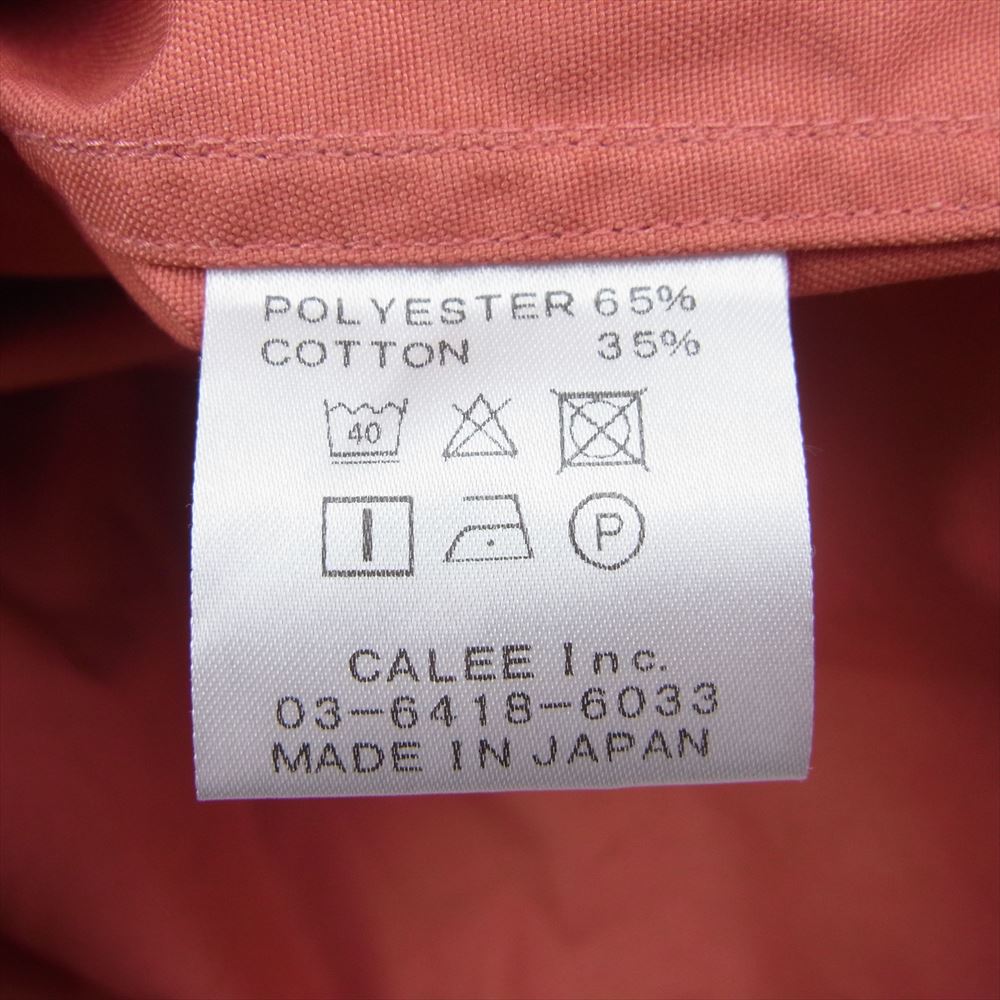 POLYESTER 65%
COTTON 35%
40
P
CALEE Inc.
03-6418-6033
MADE IN JAPAN